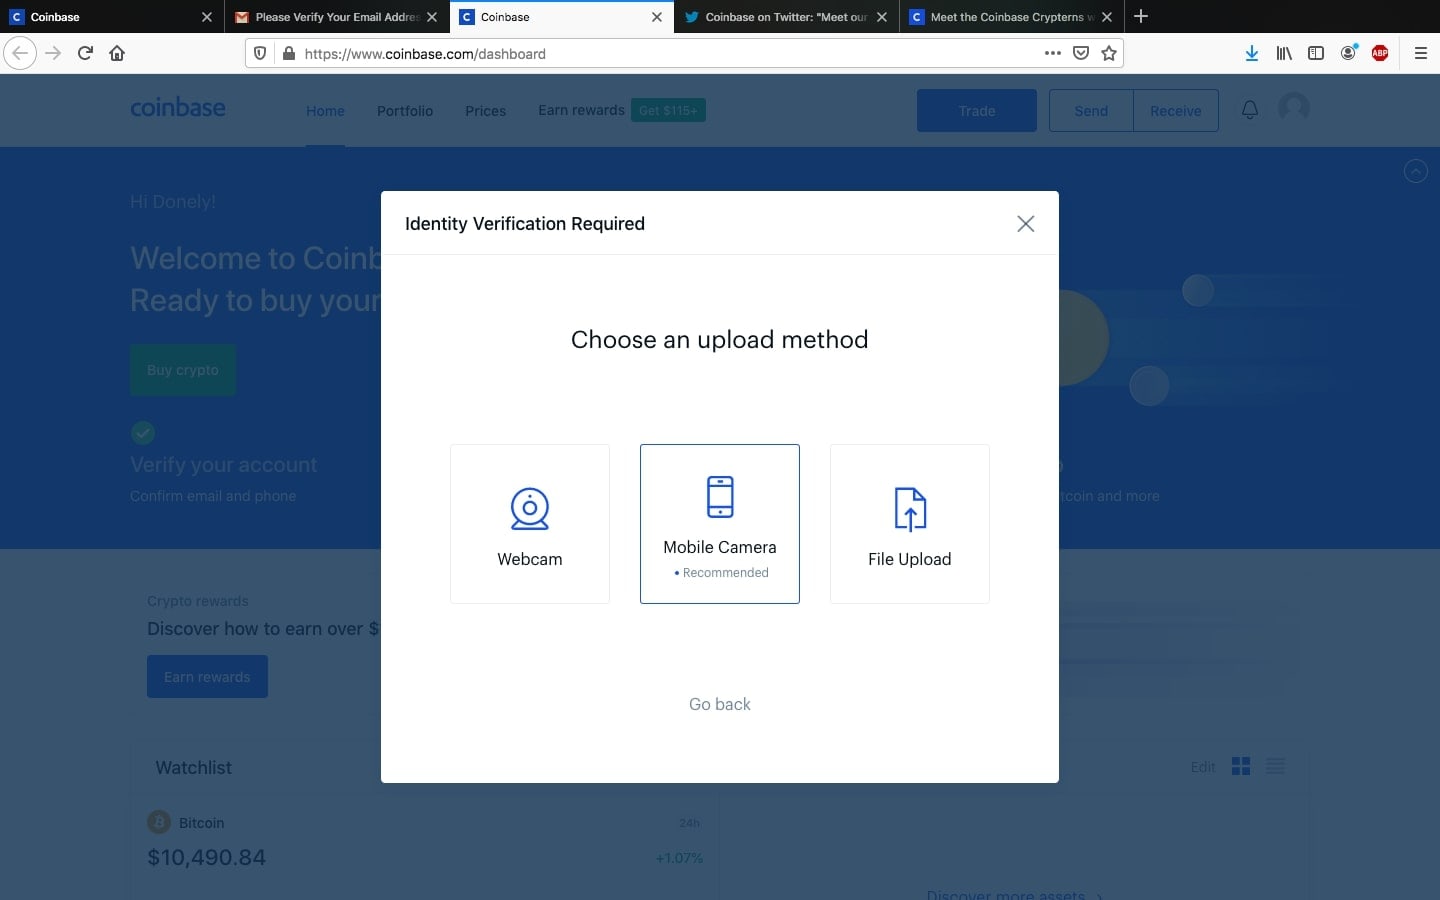 Coinbase
Please Verify Your Email Addres
Coinbase
Coinbase on Twitter: "Meet our
Meet the Coinbase Crypterns w
https://www.coinbase.com/dashboard
ABP
coinbase
Home
Portfolio
Prices
Earn rewards
Get $115+
Trade
Send
Receive
Hi Donely!
Welcome to Coinb
Ready to buy your
Buy crypto
Verify your account
Confirm email and phone
tcoin and more
Identity Verification Required
Choose an upload method
Webcam
Mobile Camera
• Recommended
File Upload
Go back
Crypto rewards
Discover how to earn over $
Earn rewards
Watchlist
Edit
Bitcoin
24h
$10,490.84
+1.07%
Discover more assets